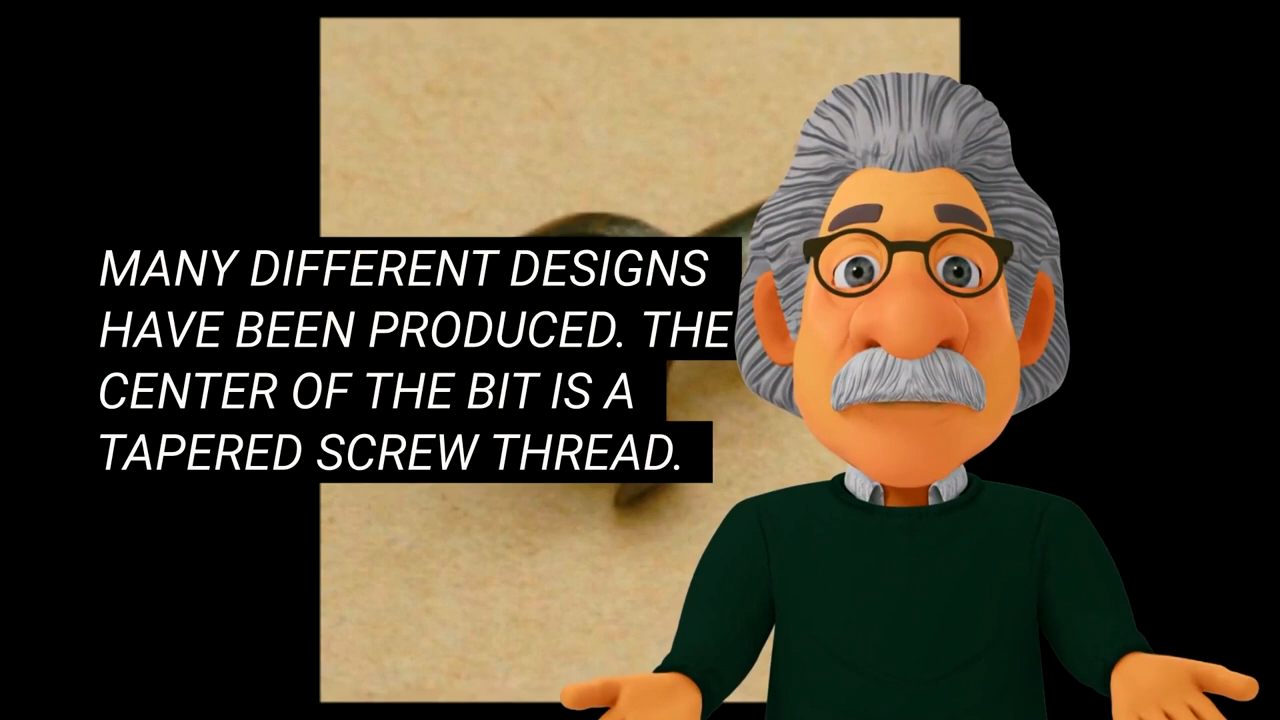 MANY DIFFERENT DESIGNS
HAVE BEEN PRODUCED. THE
CENTER OF THE BIT IS A
TAPERED SCREW THREAD.